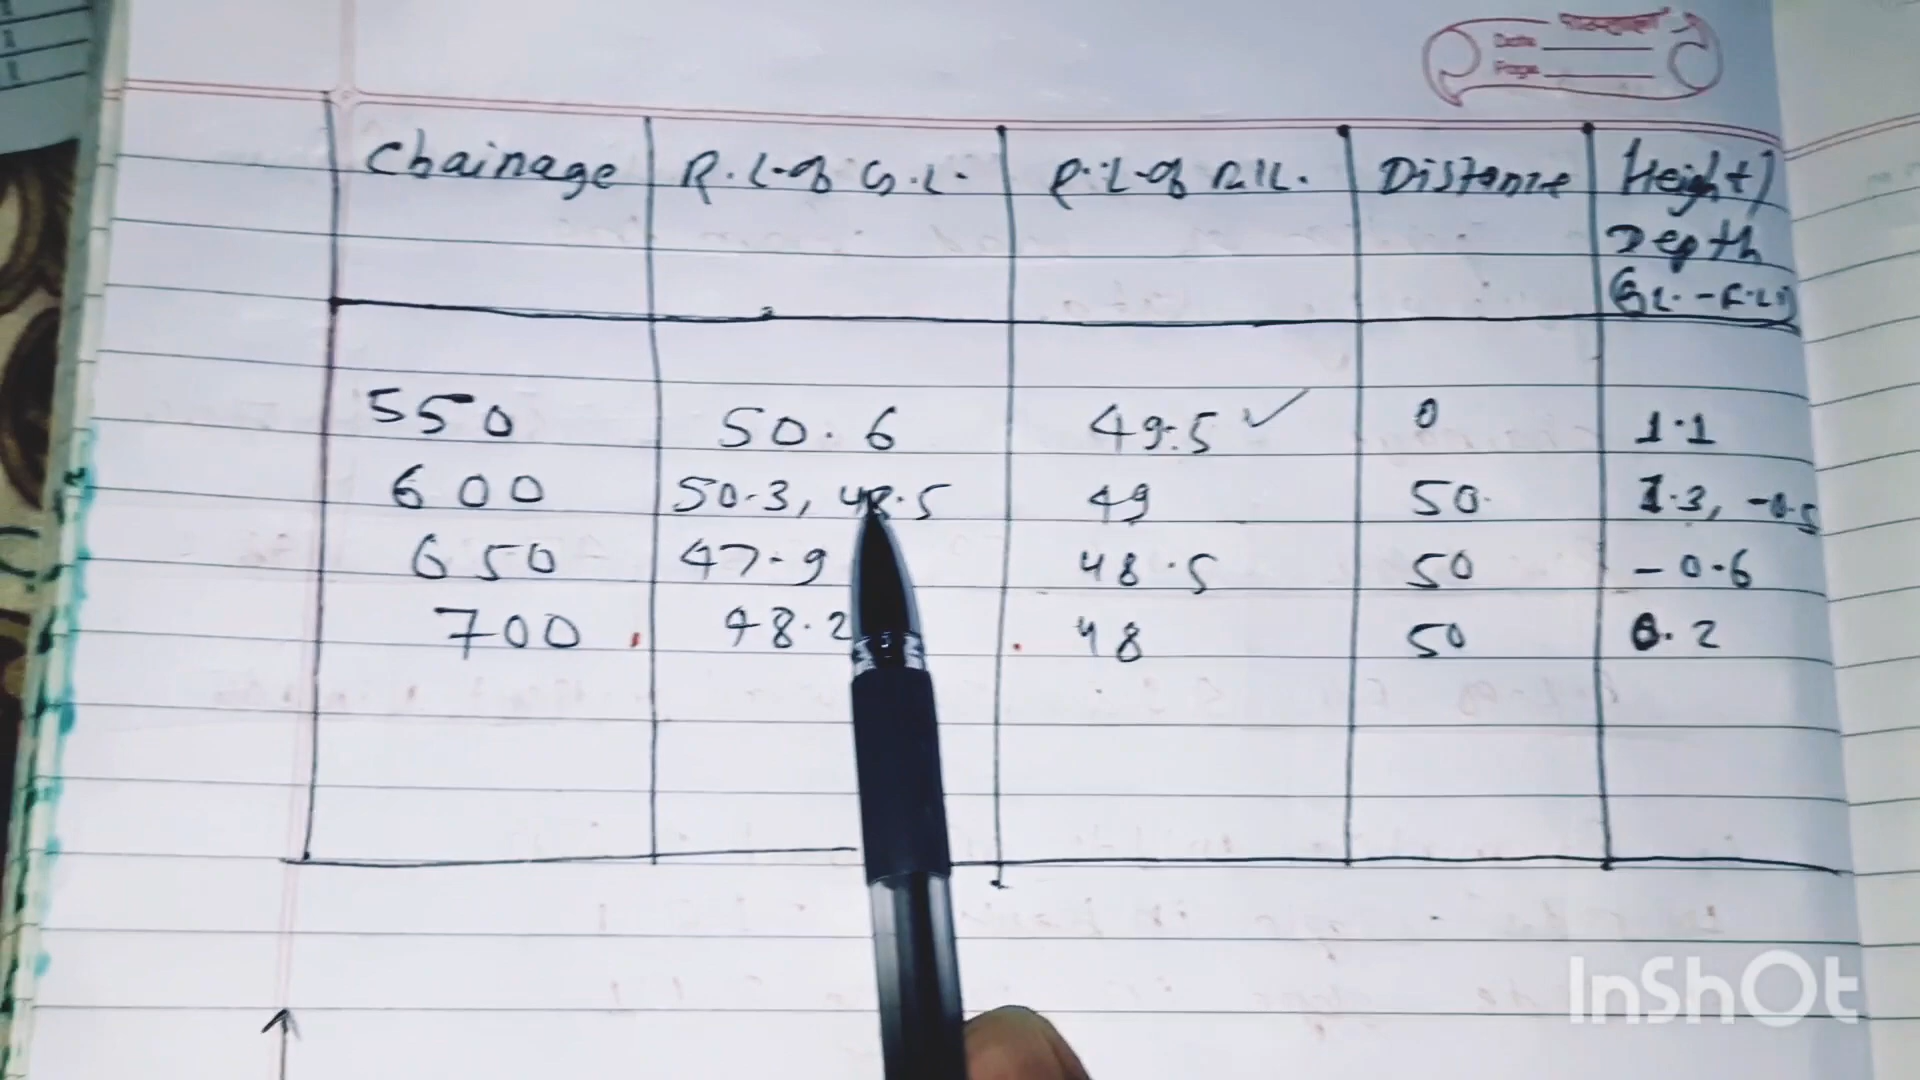 Date
Page
Chainage R.L. of G.L. R.L. of F.L. Distance Height/
Depth
(G.L. - F.L.)
550 50.6 49.5 ✓ 0 1.1
600 50.3, 48.5 49 50. 1.3, -0.5
650 47.9 48.5 50 -0.6
700 48.2 48 50 0.2
InShOt